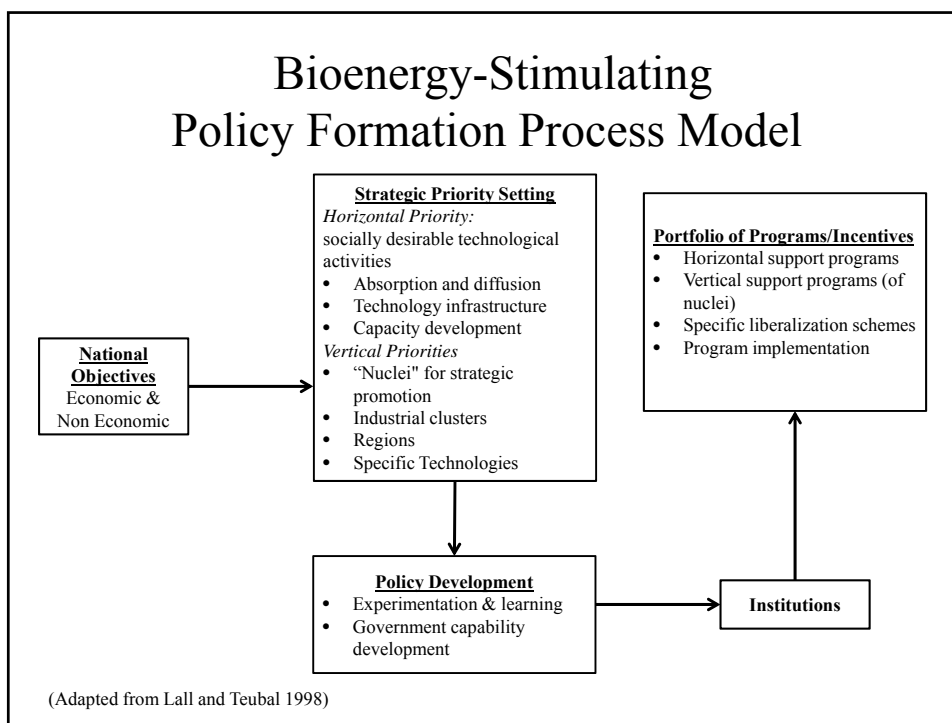 Bioenergy-Stimulating
Policy Formation Process Model
National
Objectives
Economic &
Non Economic
Strategic Priority Setting
Horizontal Priority:
socially desirable technological
activities
• Absorption and diffusion
• Technology infrastructure
• Capacity development
Vertical Priorities
• “Nuclei" for strategic
promotion
• Industrial clusters
• Regions
• Specific Technologies
Policy Development
• Experimentation & learning
• Government capability
development
Institutions
Portfolio of Programs/Incentives
• Horizontal support programs
• Vertical support programs (of
nuclei)
• Specific liberalization schemes
• Program implementation
(Adapted from Lall and Teubal 1998)